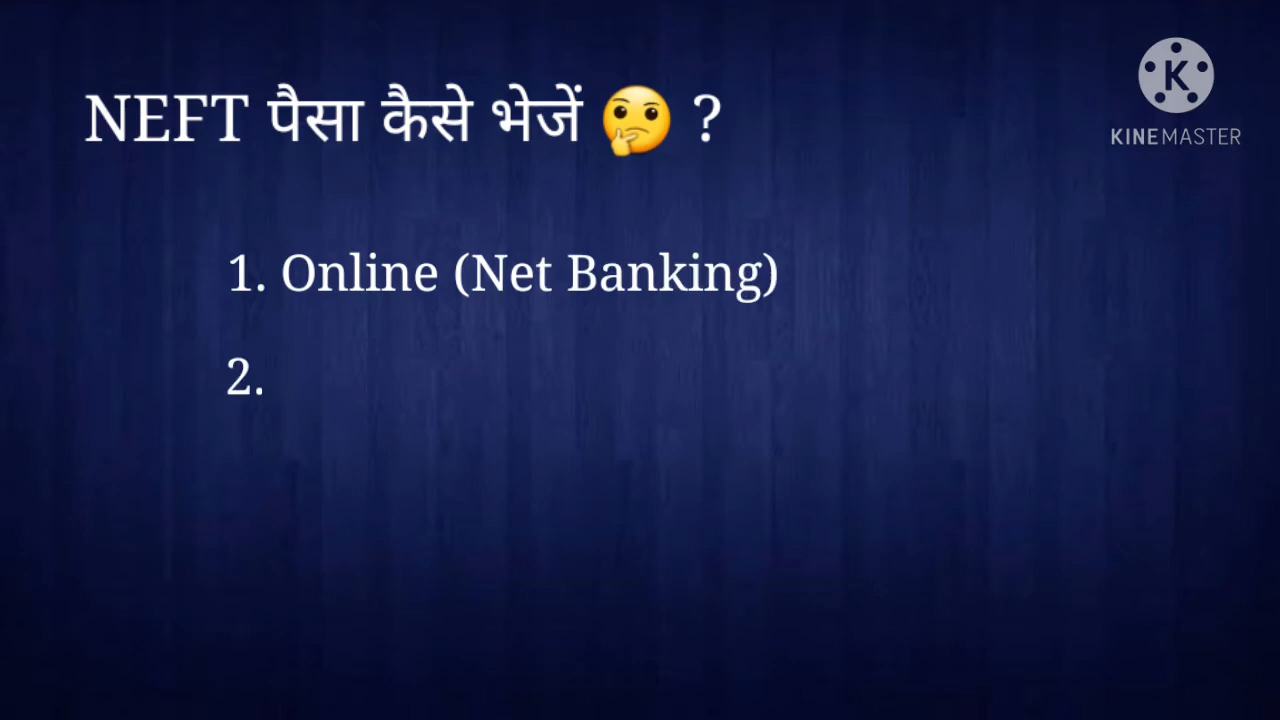 NEFT पैसा कैसे भेजें 🤔 ?
K
KINEMASTER
1. Online (Net Banking)
2.